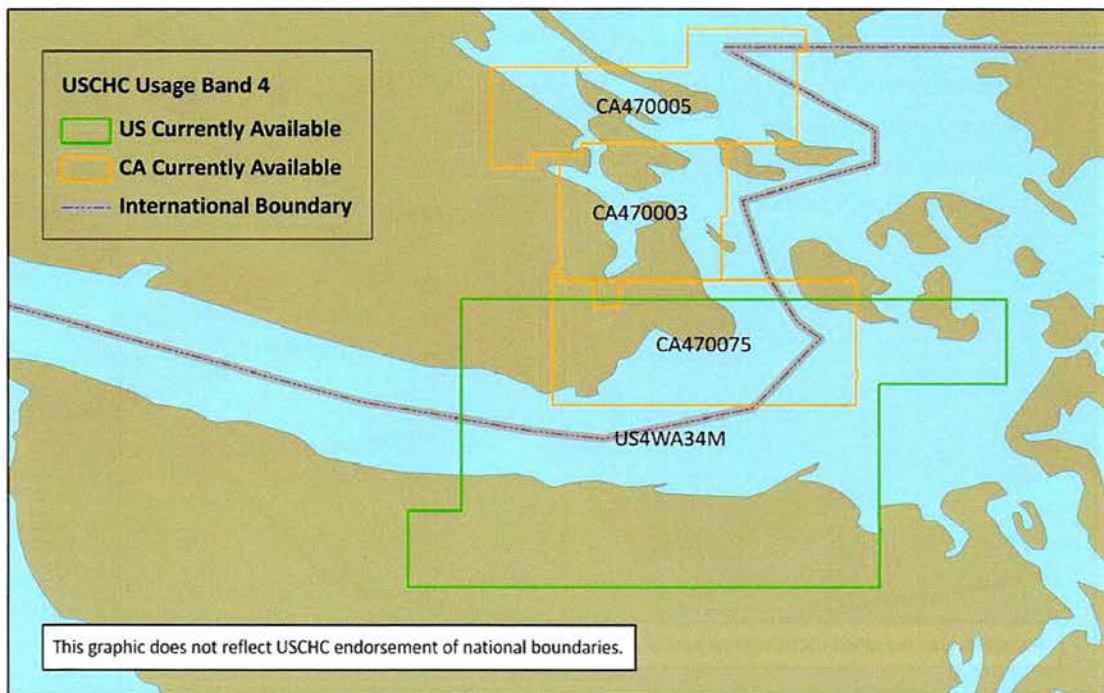 USCHC Usage Band 4
US Currently Available
CA Currently Available
International Boundary
CA470005
CA470003
CA470075
US4WA34M
This graphic does not reflect USCHC endorsement of national boundaries.